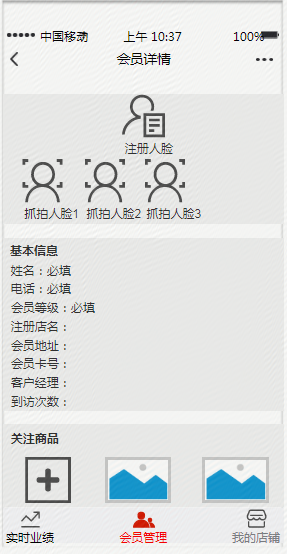 中国移动 上午 10:37 100%
会员详情
注册人脸
抓拍人脸1 抓拍人脸2 抓拍人脸3
基本信息
姓名：必填
电话：必填
会员等级：必填
注册店名：
会员地址：
会员卡号：
客户经理：
到访次数：
关注商品
实时业绩 会员管理 我的店铺